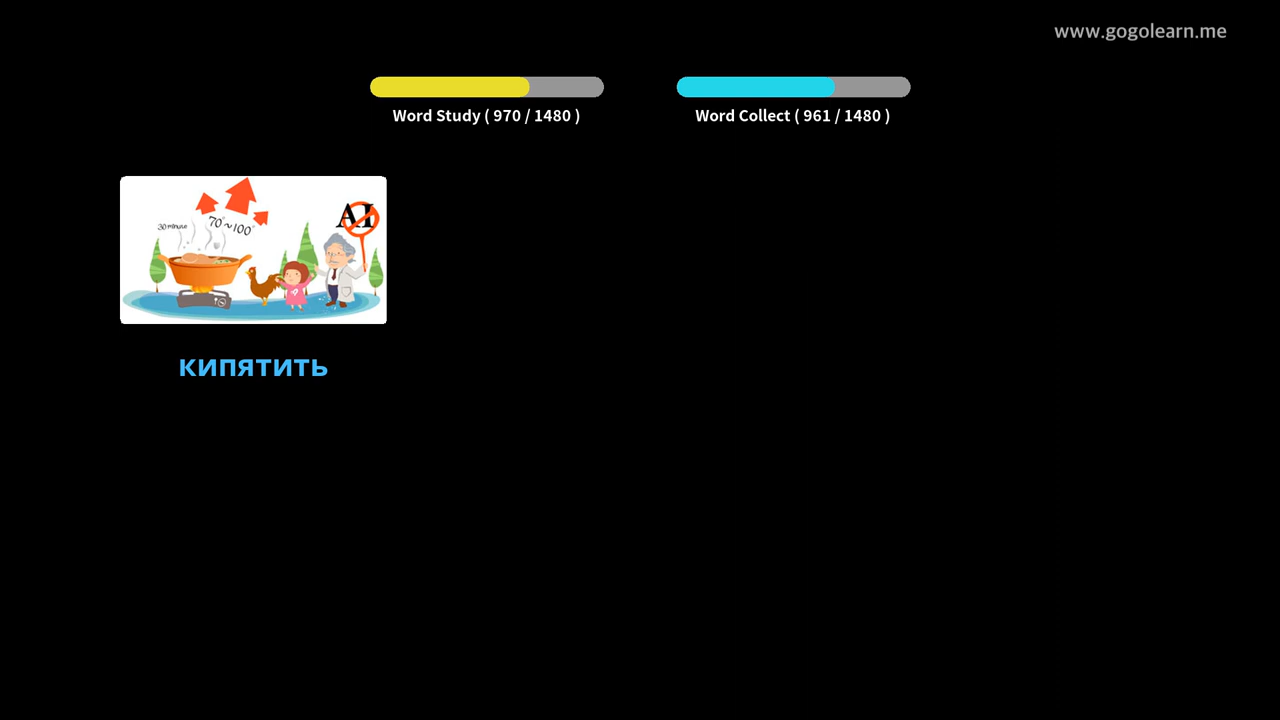 www.gogolearn.me
Word Study ( 970 / 1480 )
Word Collect ( 961 / 1480 )
30 minute
70°~100°
AI
кипятить